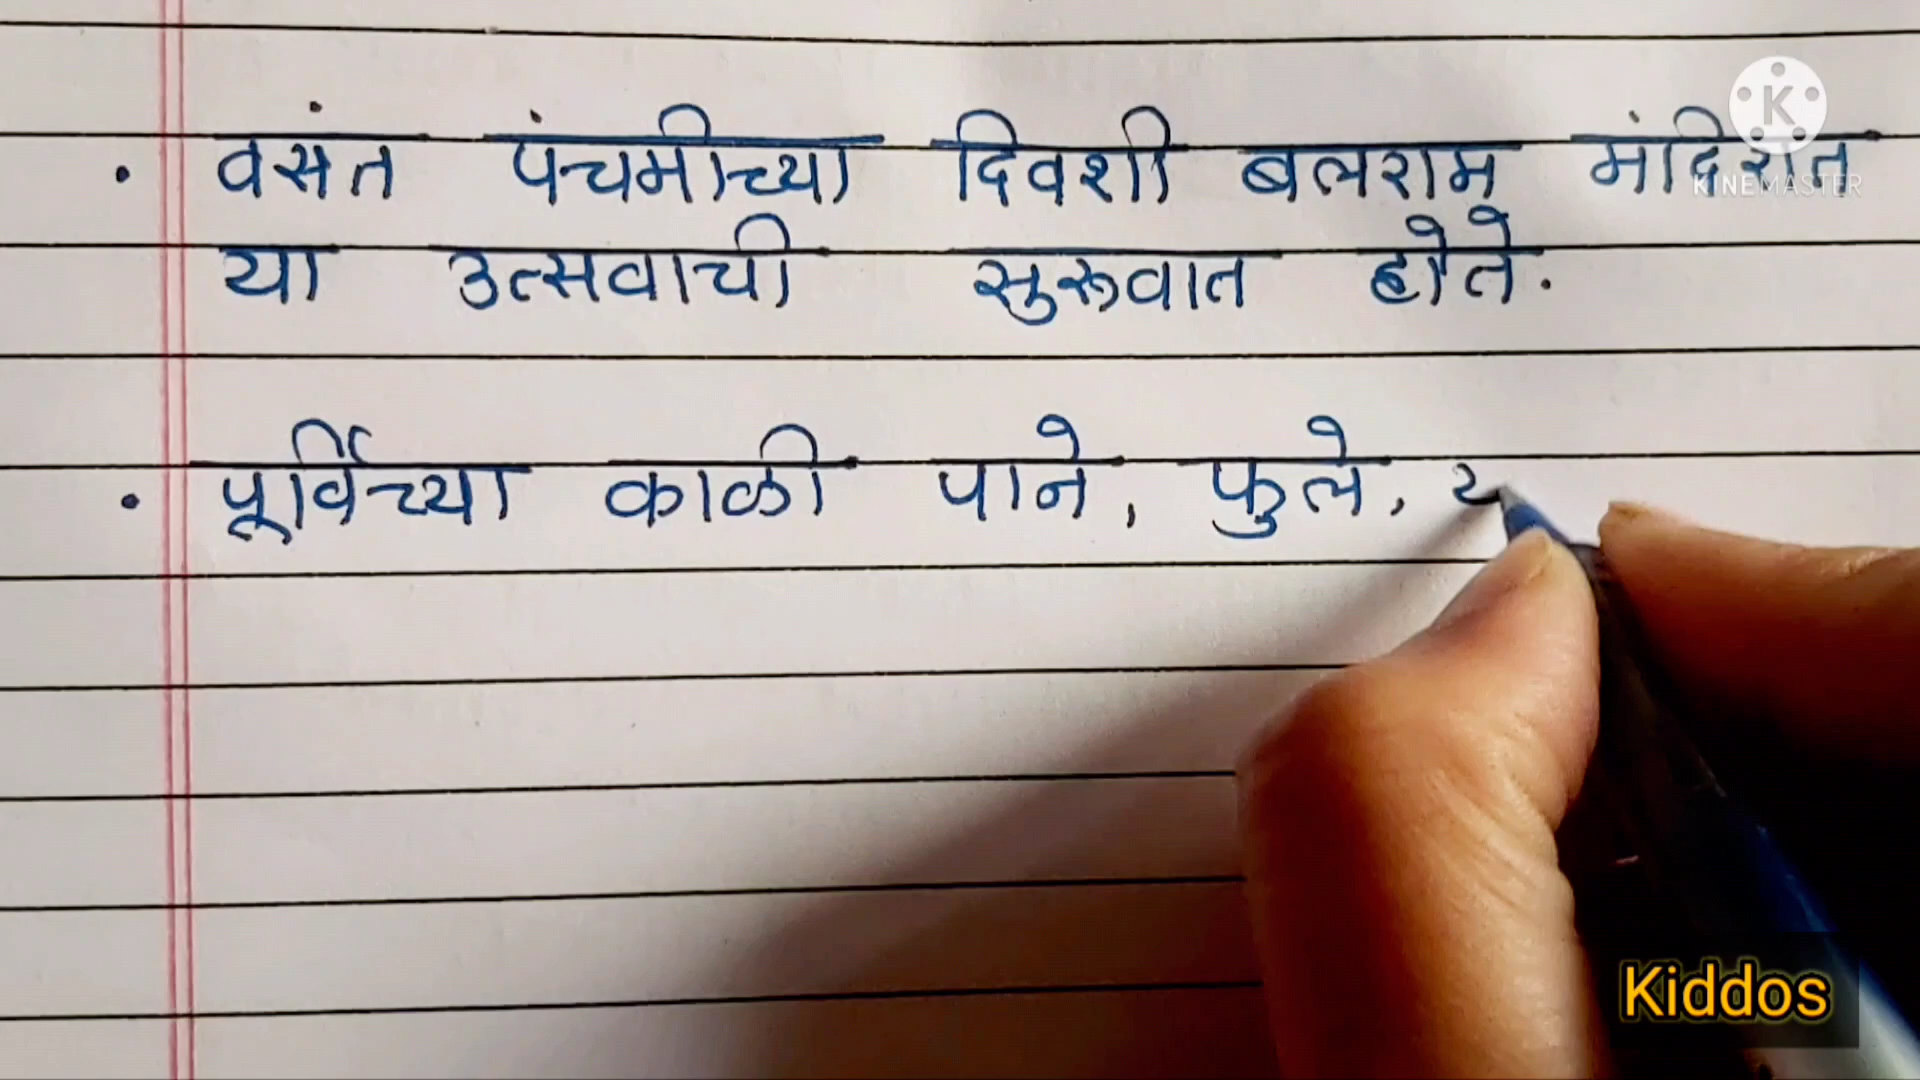 • वसंत पंचमीच्या दिवशी बलराम मंदिरात
या उत्सवाची सुरूवात होते.
• पूर्विच्या काळी पाने, फुले,
K
KINEMASTER
Kiddos